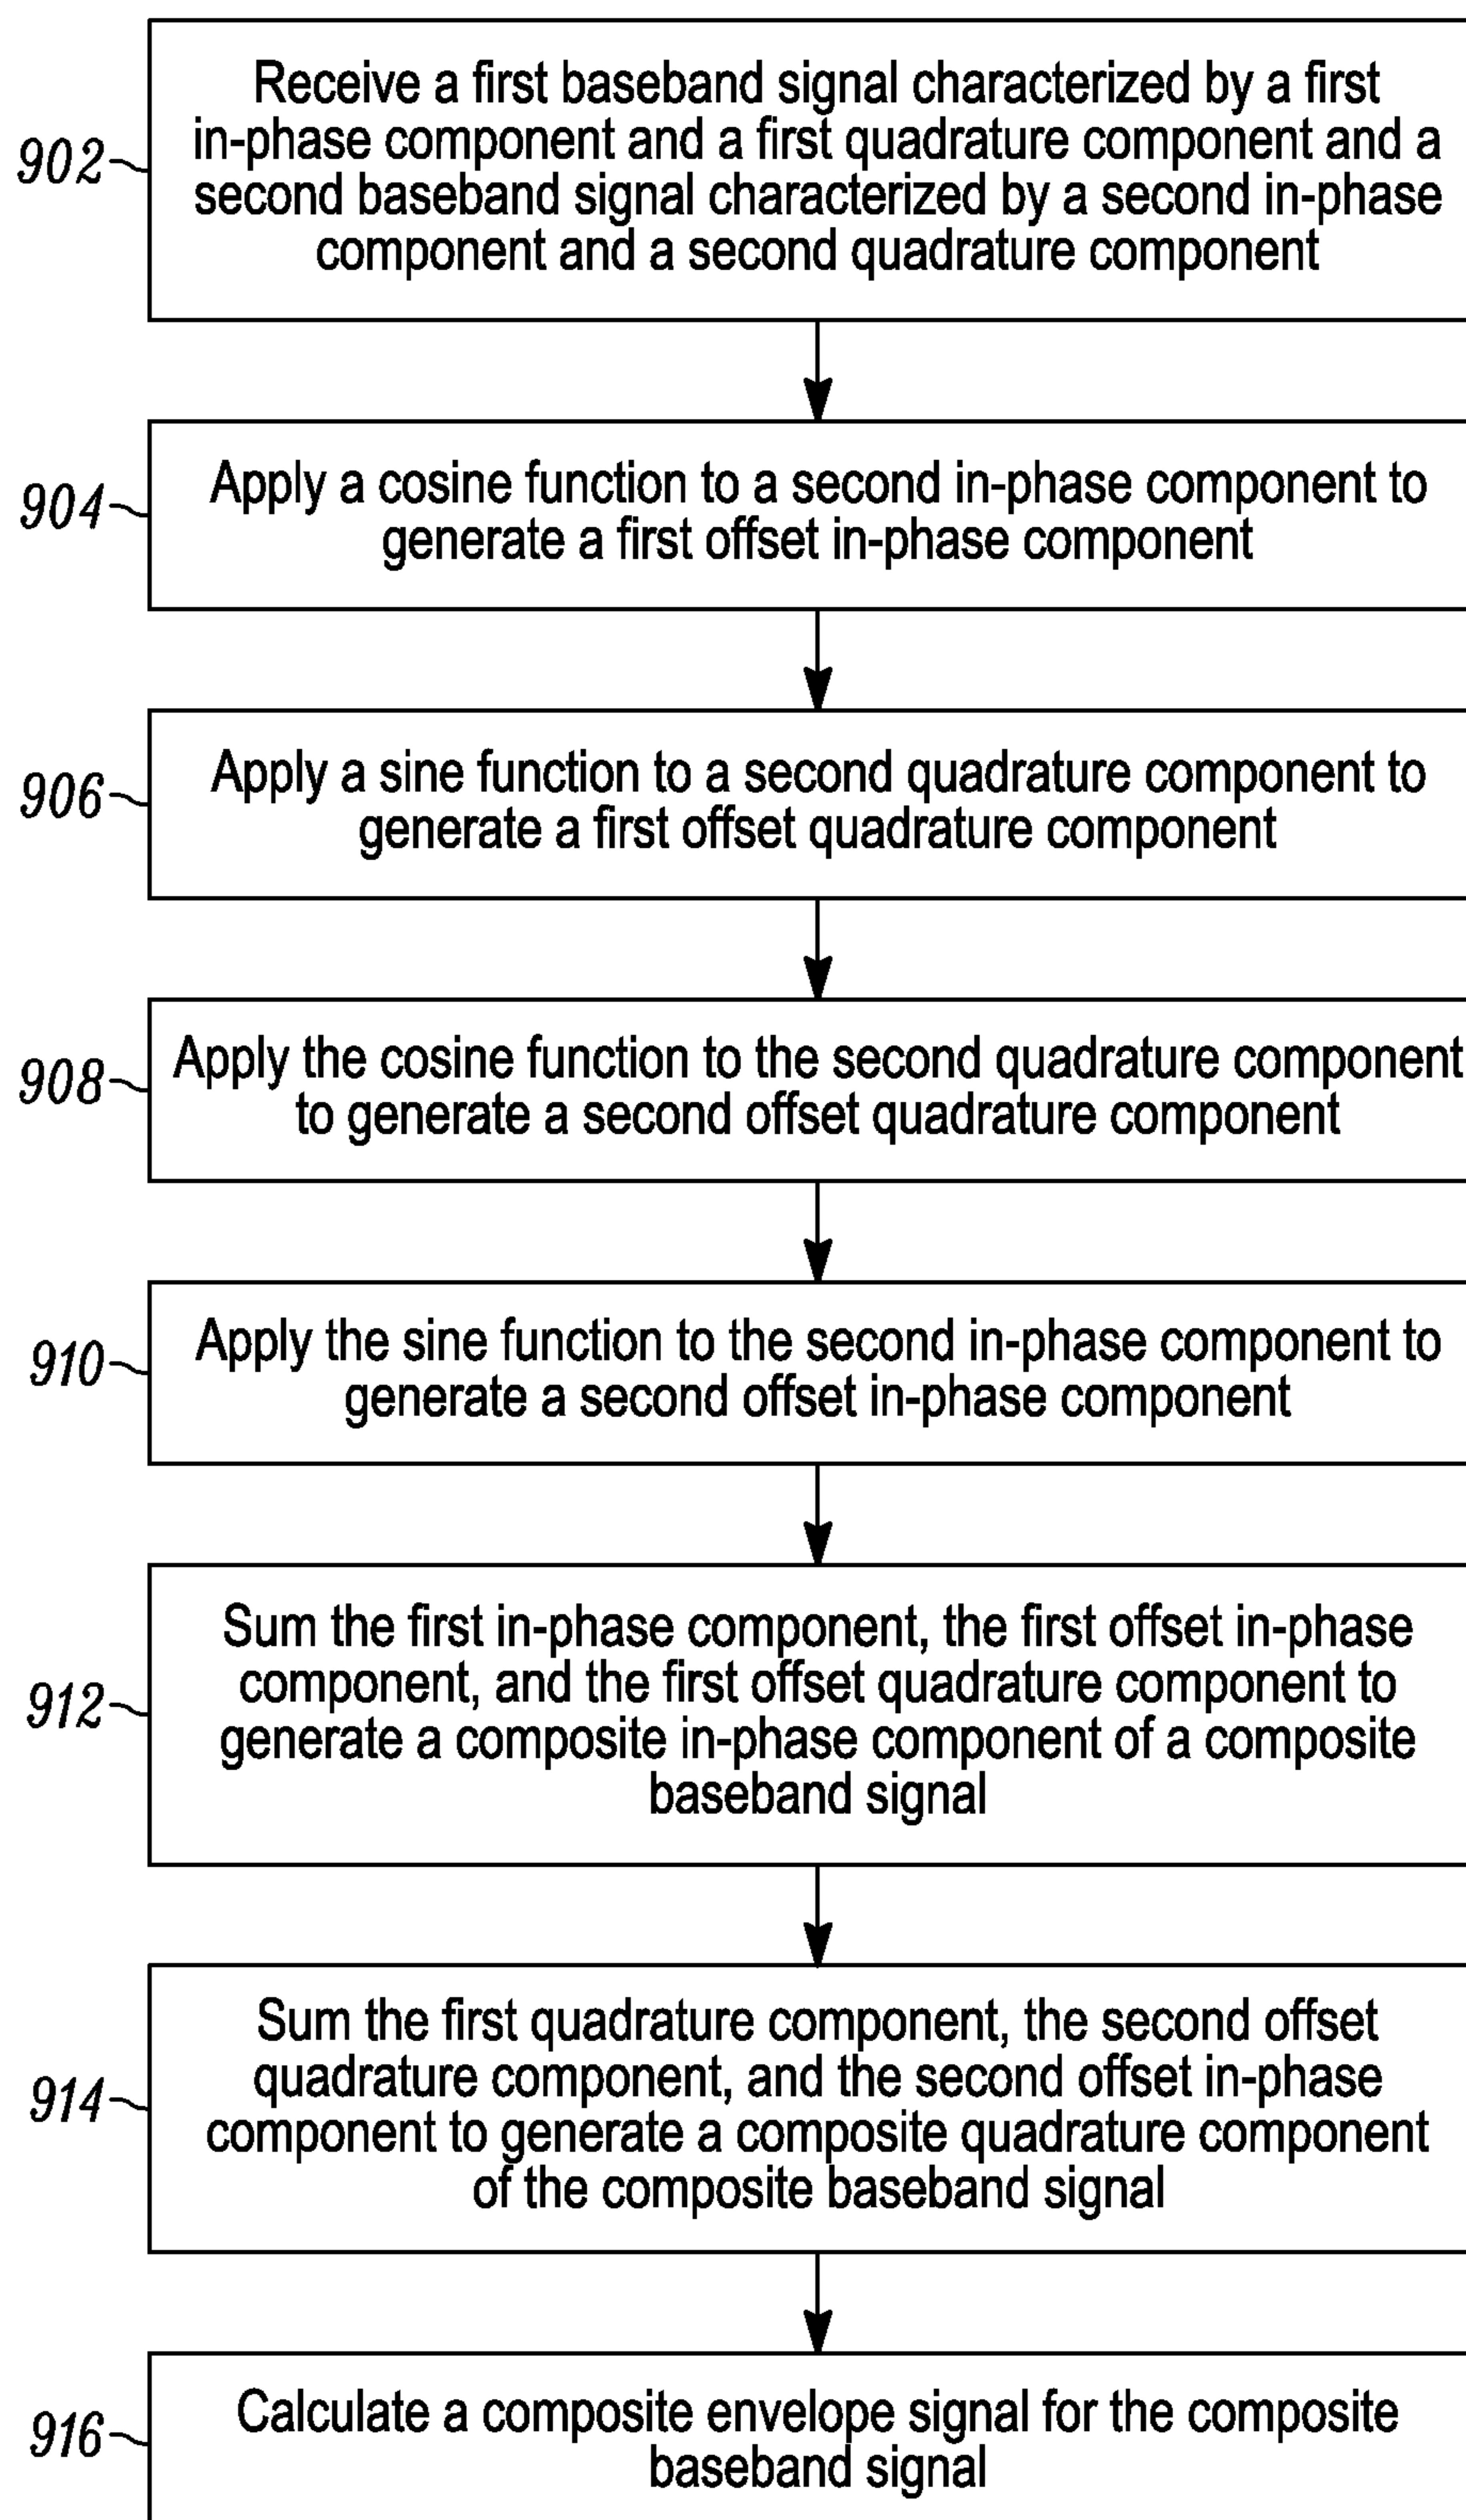 Receive a first baseband signal characterized by a first
in-phase component and a first quadrature component and a
902
second baseband signal characterized by a second in-phase
component and a second quadrature component
Apply a cosine function to a second in-phase component to
904
generate a first offset in-phase component
Apply a sine function to a second quadrature component to
906
generate a first offset quadrature component
Apply the cosine function to the second quadrature component
908
to generate a second offset quadrature component
Apply the sine function to the second in-phase component to
910
generate a second offset in-phase component
Sum the first in-phase component, the first offset in-phase
component, and the first offset quadrature component to
912
generate a composite in-phase component of a composite
baseband signal
Sum the first quadrature component, the second offset
quadrature component, and the second offset in-phase
914
component to generate a composite quadrature component
of the composite baseband signal
Calculate a composite envelope signal for the composite
916
baseband signal